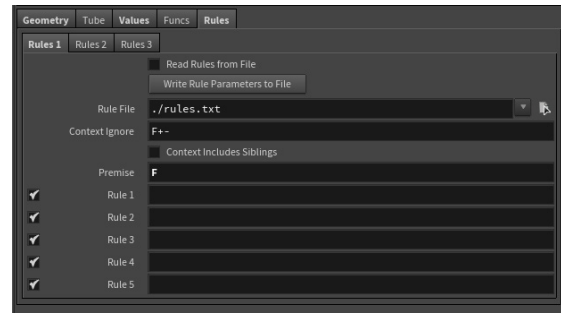 Geometry Tube Values Funcs Rules
Rules 1 Rules 2 Rules 3
Read Rules from File
Write Rule Parameters to File
Rule File ./rules.txt
Context Ignore F+-
Context Includes Siblings
Premise F
Rule 1
Rule 2
Rule 3
Rule 4
Rule 5